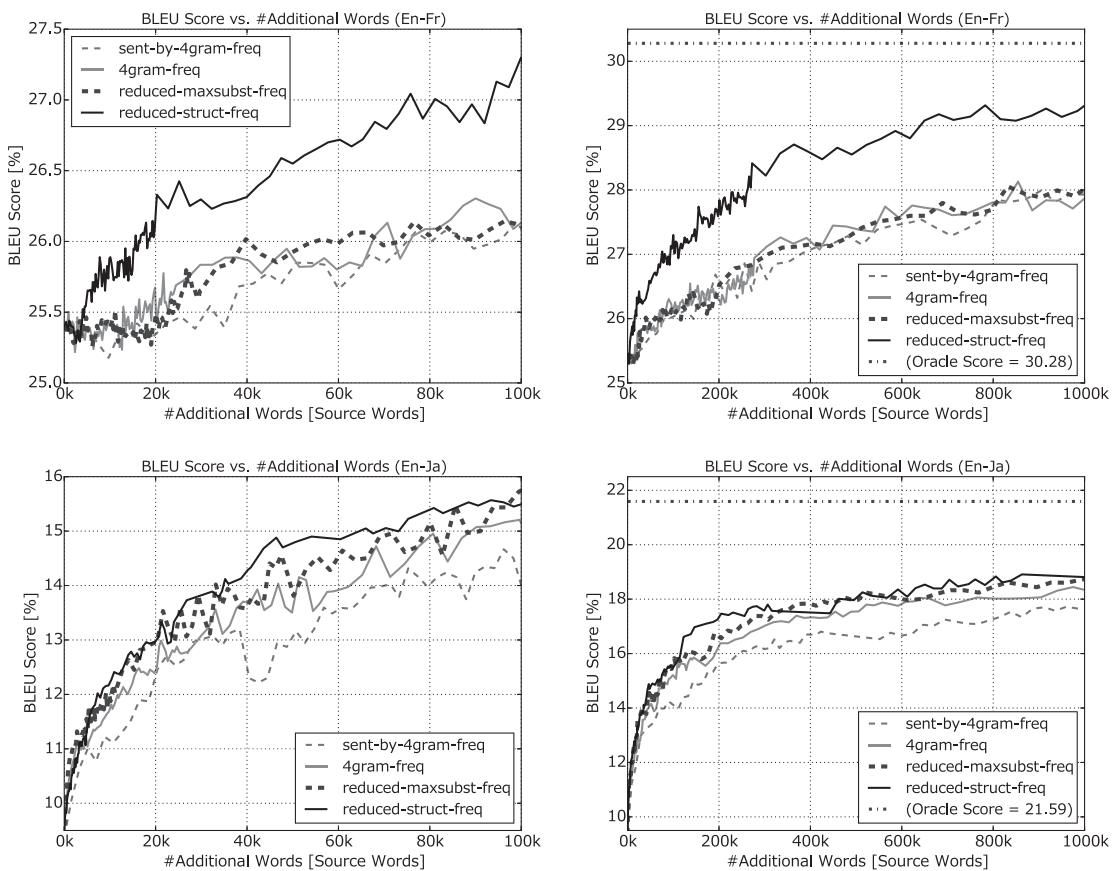 BLEU Score vs. #Additional Words (En-Fr)
27.5
27.0
26.5
26.0
25.5
25.0
BLEU Score [%]
sent-by-4gram-freq
4gram-freq
reduced-maxsubst-freq
reduced-struct-freq
0k 20k 40k 60k 80k 100k
#Additional Words [Source Words]
BLEU Score vs. #Additional Words (En-Fr)
30
29
28
27
26
25
BLEU Score [%]
sent-by-4gram-freq
4gram-freq
reduced-maxsubst-freq
reduced-struct-freq
(Oracle Score = 30.28)
0k 200k 400k 600k 800k 1000k
#Additional Words [Source Words]
BLEU Score vs. #Additional Words (En-Ja)
16
15
14
13
12
11
10
BLEU Score [%]
sent-by-4gram-freq
4gram-freq
reduced-maxsubst-freq
reduced-struct-freq
0k 20k 40k 60k 80k 100k
#Additional Words [Source Words]
BLEU Score vs. #Additional Words (En-Ja)
22
20
18
16
14
12
10
BLEU Score [%]
sent-by-4gram-freq
4gram-freq
reduced-maxsubst-freq
reduced-struct-freq
(Oracle Score = 21.59)
0k 200k 400k 600k 800k 1000k
#Additional Words [Source Words]